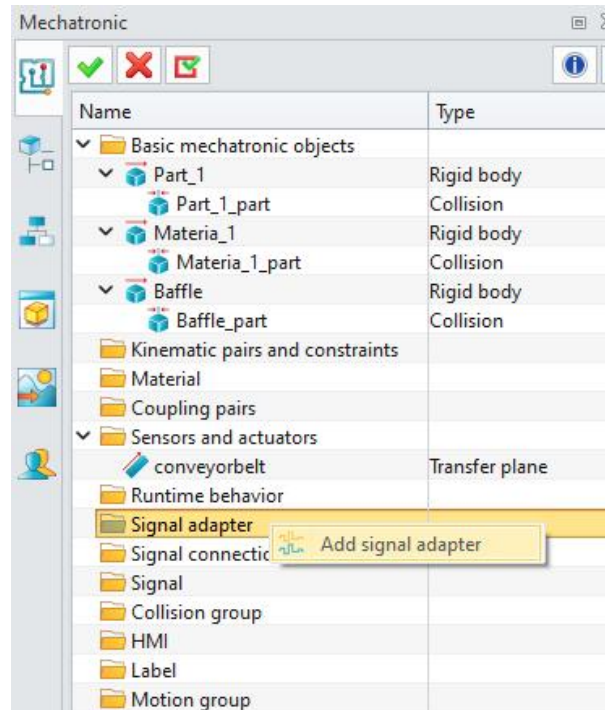 Mechatronic
Name Type
Basic mechatronic objects
Part_1 Rigid body
Part_1_part Collision
Materia_1 Rigid body
Materia_1_part Collision
Baffle Rigid body
Baffle_part Collision
Kinematic pairs and constraints
Material
Coupling pairs
Sensors and actuators
conveyorbelt Transfer plane
Runtime behavior
Signal adapter
Add signal adapter
Signal connectio
Signal
Collision group
HMI
Label
Motion group